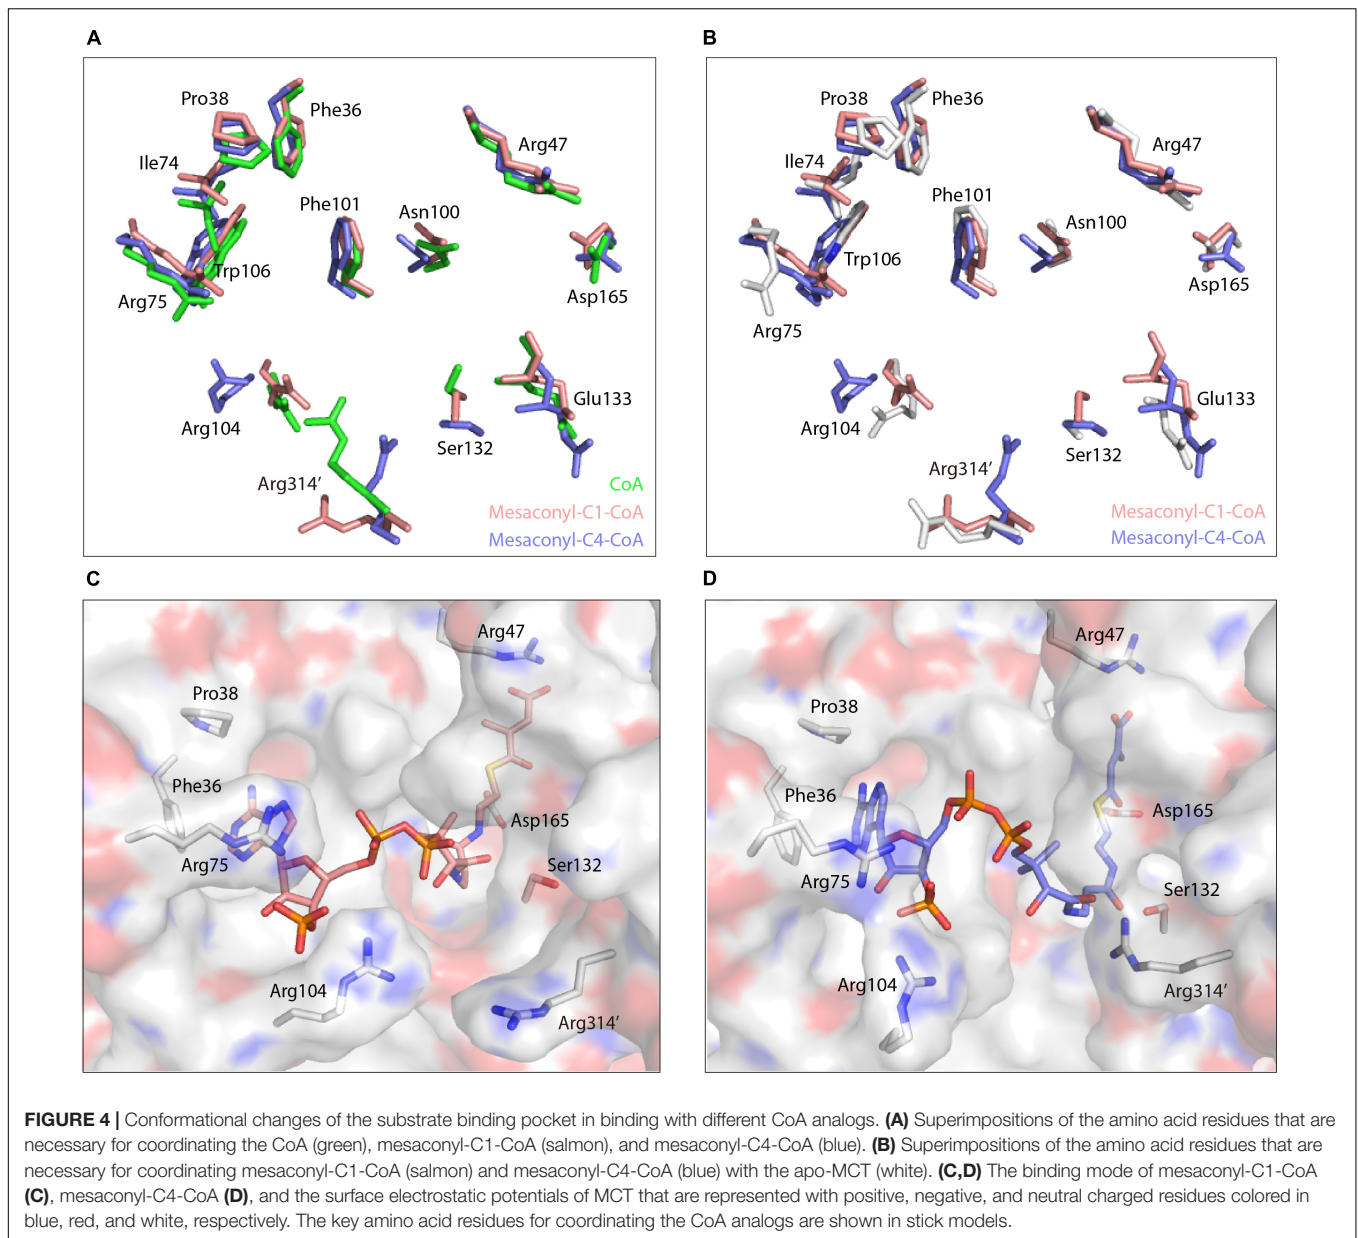 A
Pro38
Phe36
Arg47
Ile74
Phe101
Asn100
Trp106
Arg75
Asp165
Arg104
Glu133
Ser132
Arg314′
CoA
Mesaconyl-C1-CoA
Mesaconyl-C4-CoA
B
Pro38
Phe36
Arg47
Ile74
Phe101
Asn100
Trp106
Asp165
Arg75
Glu133
Arg104
Ser132
Arg314′
Mesaconyl-C1-CoA
Mesaconyl-C4-CoA
C
Arg47
Pro38
Phe36
Asp165
Arg75
Ser132
Arg104
Arg314′
D
Arg47
Pro38
Phe36
Asp165
Arg75
Ser132
Arg104
Arg314′
FIGURE 4 | Conformational changes of the substrate binding pocket in binding with different CoA analogs. (A) Superimpositions of the amino acid residues that are
necessary for coordinating the CoA (green), mesaconyl-C1-CoA (salmon), and mesaconyl-C4-CoA (blue). (B) Superimpositions of the amino acid residues that are
necessary for coordinating mesaconyl-C1-CoA (salmon) and mesaconyl-C4-CoA (blue) with the apo-MCT (white). (C,D) The binding mode of mesaconyl-C1-CoA
(C), mesaconyl-C4-CoA (D), and the surface electrostatic potentials of MCT that are represented with positive, negative, and neutral charged residues colored in
blue, red, and white, respectively. The key amino acid residues for coordinating the CoA analogs are shown in stick models.